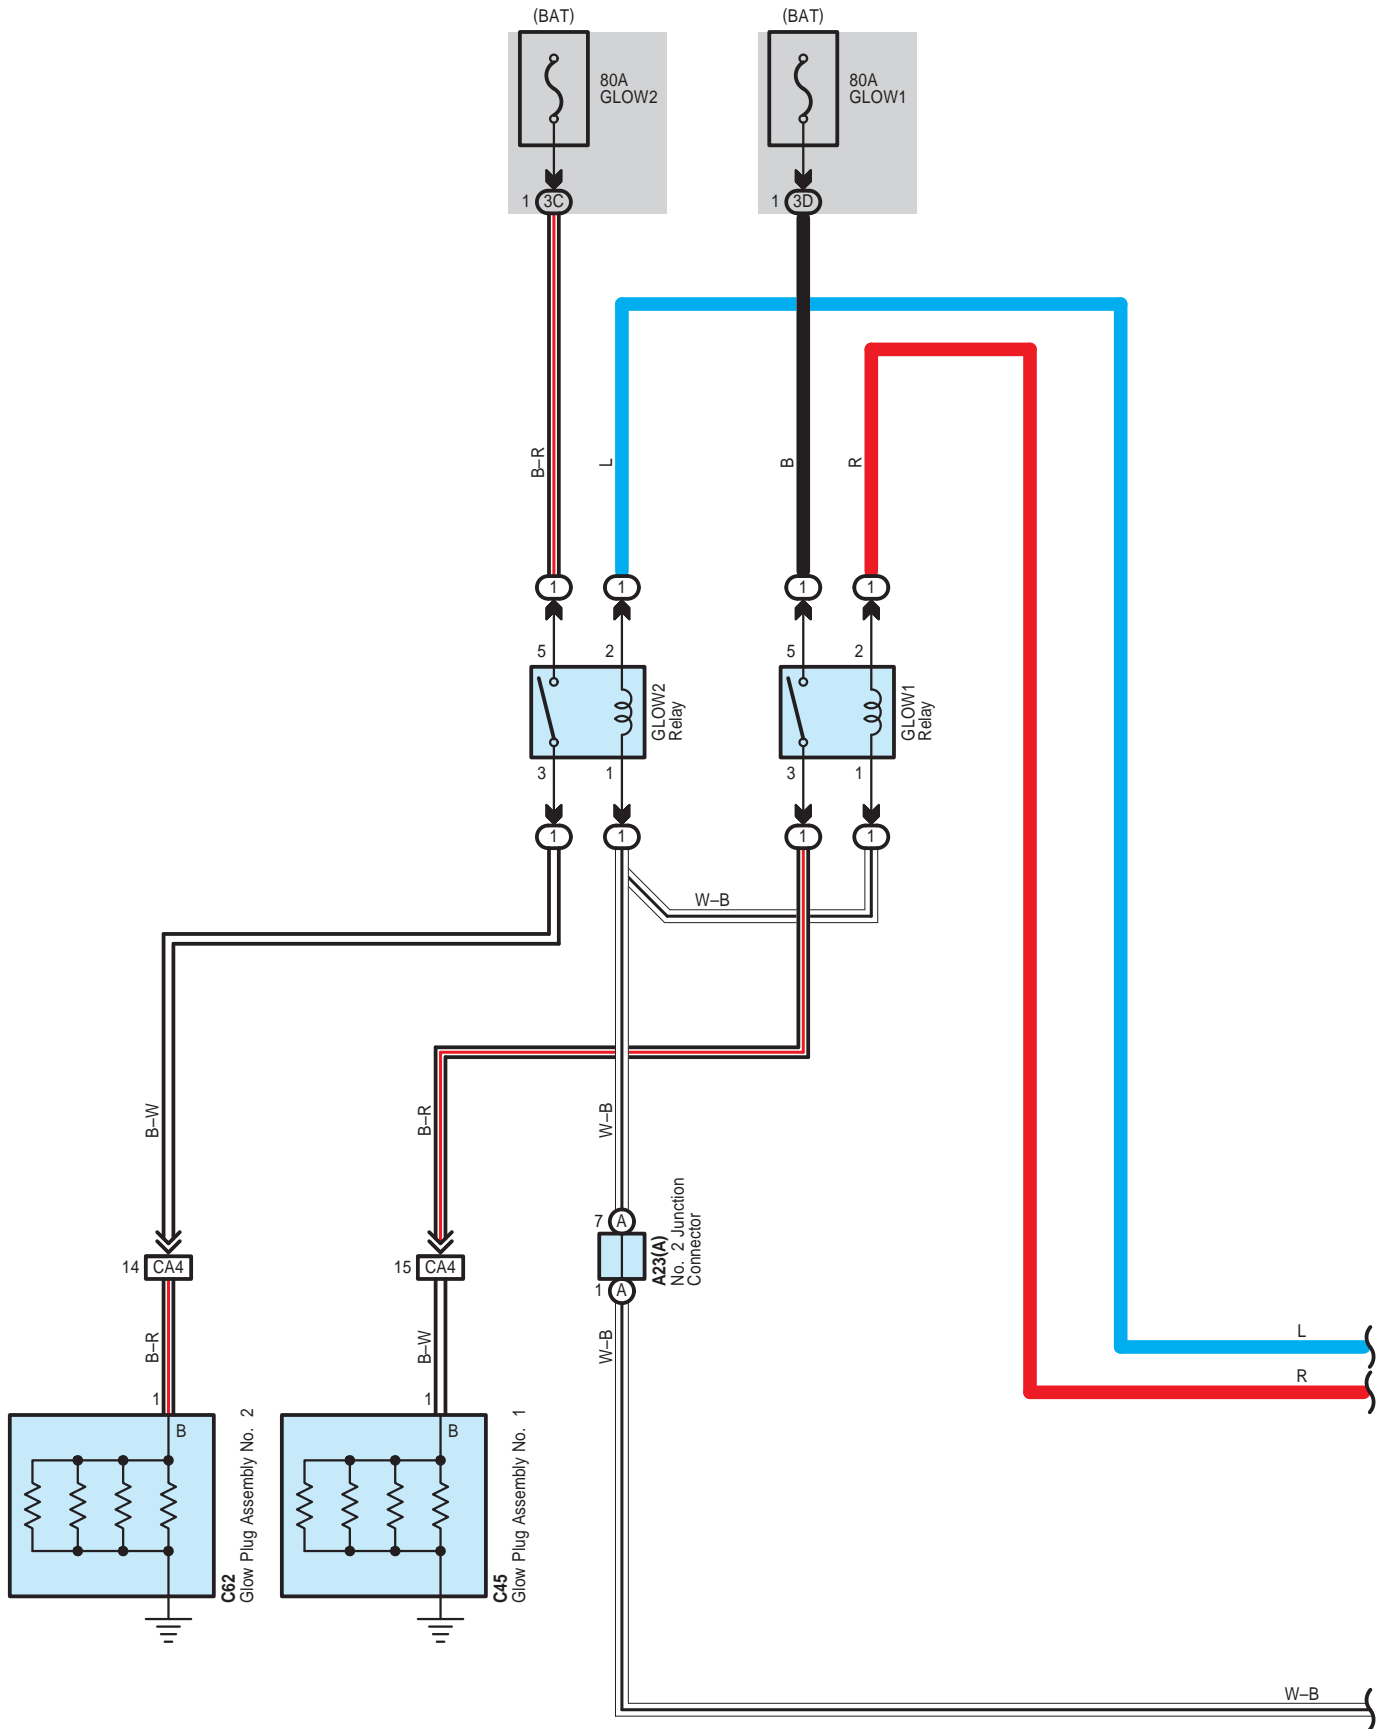 (BAT)
(BAT)
80A
GLOW2
80A
GLOW1
1
3C
1
3D
B–R
L
B
R
1
1
1
1
5
2
5
2
GLOW2
Relay
GLOW1
Relay
3
1
3
1
1
1
1
1
W–B
B–W
B–R
W–B
7
A
A23(A)
No. 2 Junction
Connector
14
CA4
15
CA4
1
A
B–R
B–W
W–B
L
R
1
B
1
B
C62
Glow Plug Assembly No. 2
C45
Glow Plug Assembly No. 1
W–B